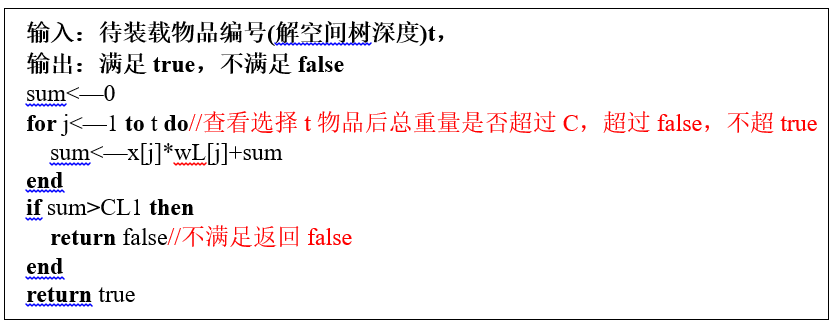 输入：待装载物品编号(解空间树深度)t，
输出：满足 true，不满足 false
sum<—0
for j<—1 to t do//查看选择 t 物品后总重量是否超过 C，超过 false，不超 true
sum<—x[j]*wL[j]+sum
end
if sum>CL1 then
return false//不满足返回 false
end
return true